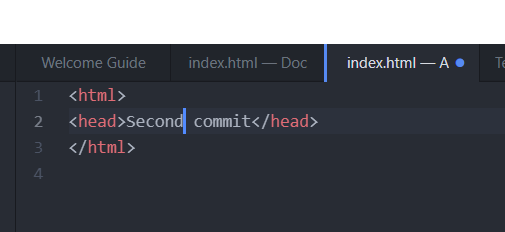 Welcome Guide index.html — Doc index.html — A Te
1 <html>
2 <head>Second commit</head>
3 </html>
4